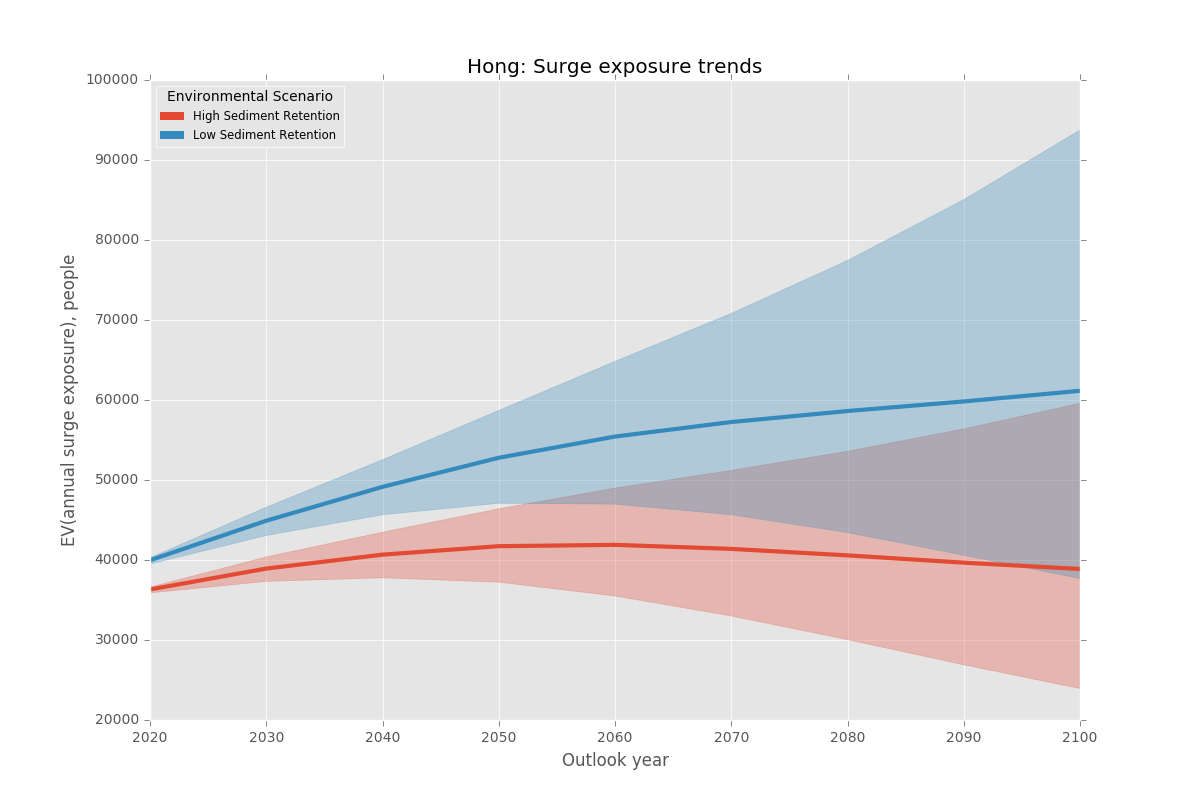 Hong: Surge exposure trends
Environmental Scenario
High Sediment Retention
Low Sediment Retention
100000
90000
80000
70000
60000
50000
40000
30000
20000
EV(annual surge exposure), people
2020 2030 2040 2050 2060 2070 2080 2090 2100
Outlook year